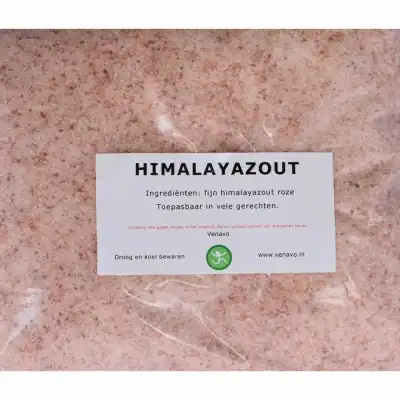 HIMALAYAZOUT
Ingrediënten: fijn himalayazout roze
Toepasbaar in vele gerechten.
Venavo
Droog en koel bewaren
www.venavo.nl